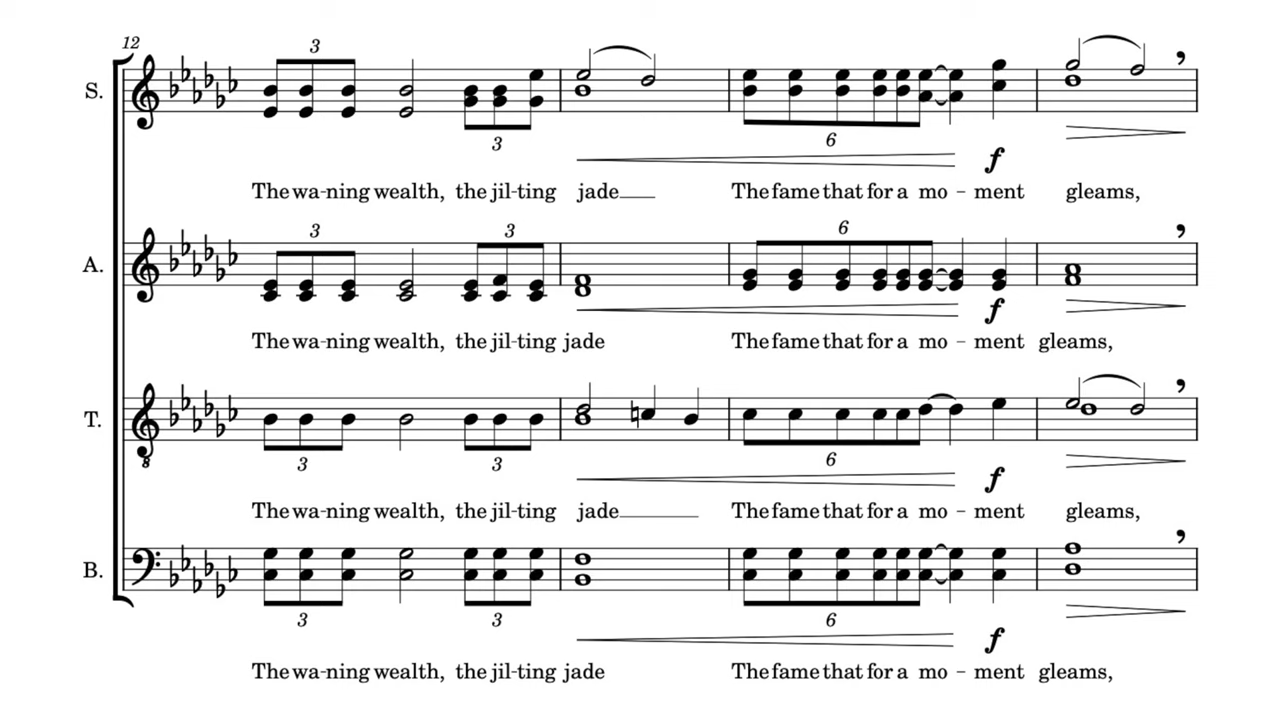 12
3
3
S.
6
f
The wa-ning wealth, the jil-ting jade The fame that for a mo - ment gleams,
3
3
6
A.
f
The wa-ning wealth, the jil-ting jade The fame that for a mo - ment gleams,
T.
8
3
3
6
f
The wa-ning wealth, the jil-ting jade The fame that for a mo - ment gleams,
B.
3
3
6
f
The wa-ning wealth, the jil-ting jade The fame that for a mo - ment gleams,